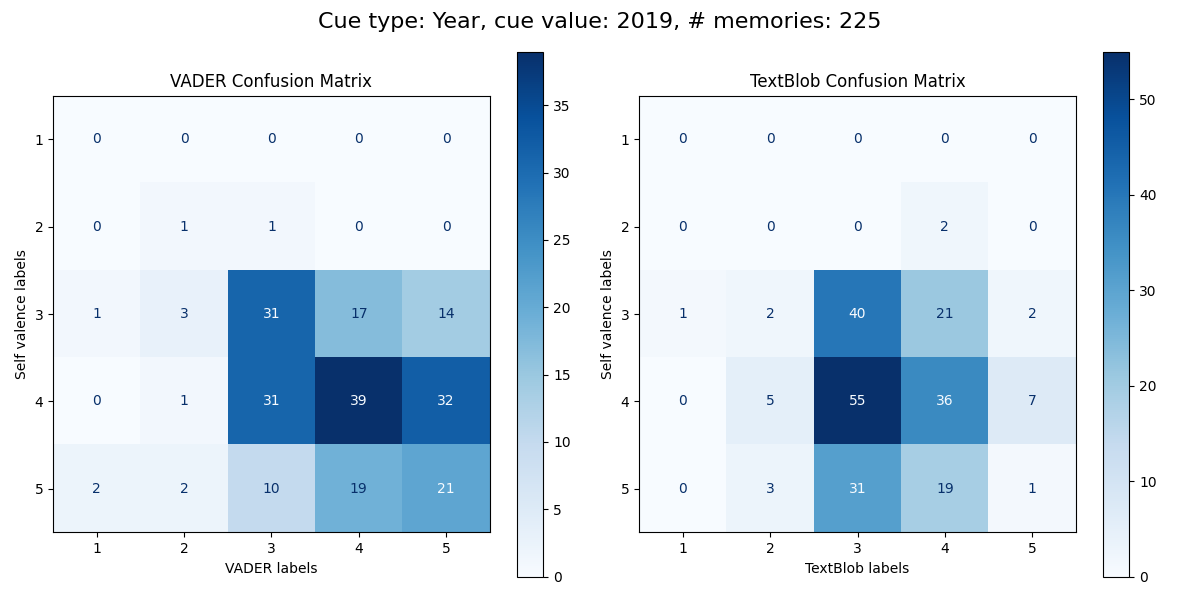 Cue type: Year, cue value: 2019, # memories: 225
VADER Confusion Matrix
Self valence labels
1 0 0 0 0 0
2 0 1 1 0 0
3 1 3 31 17 14
4 0 1 31 39 32
5 2 2 10 19 21
1 2 3 4 5
VADER labels
35
30
25
20
15
10
5
0
TextBlob Confusion Matrix
Self valence labels
1 0 0 0 0 0
2 0 0 0 2 0
3 1 2 40 21 2
4 0 5 55 36 7
5 0 3 31 19 1
1 2 3 4 5
TextBlob labels
50
40
30
20
10
0